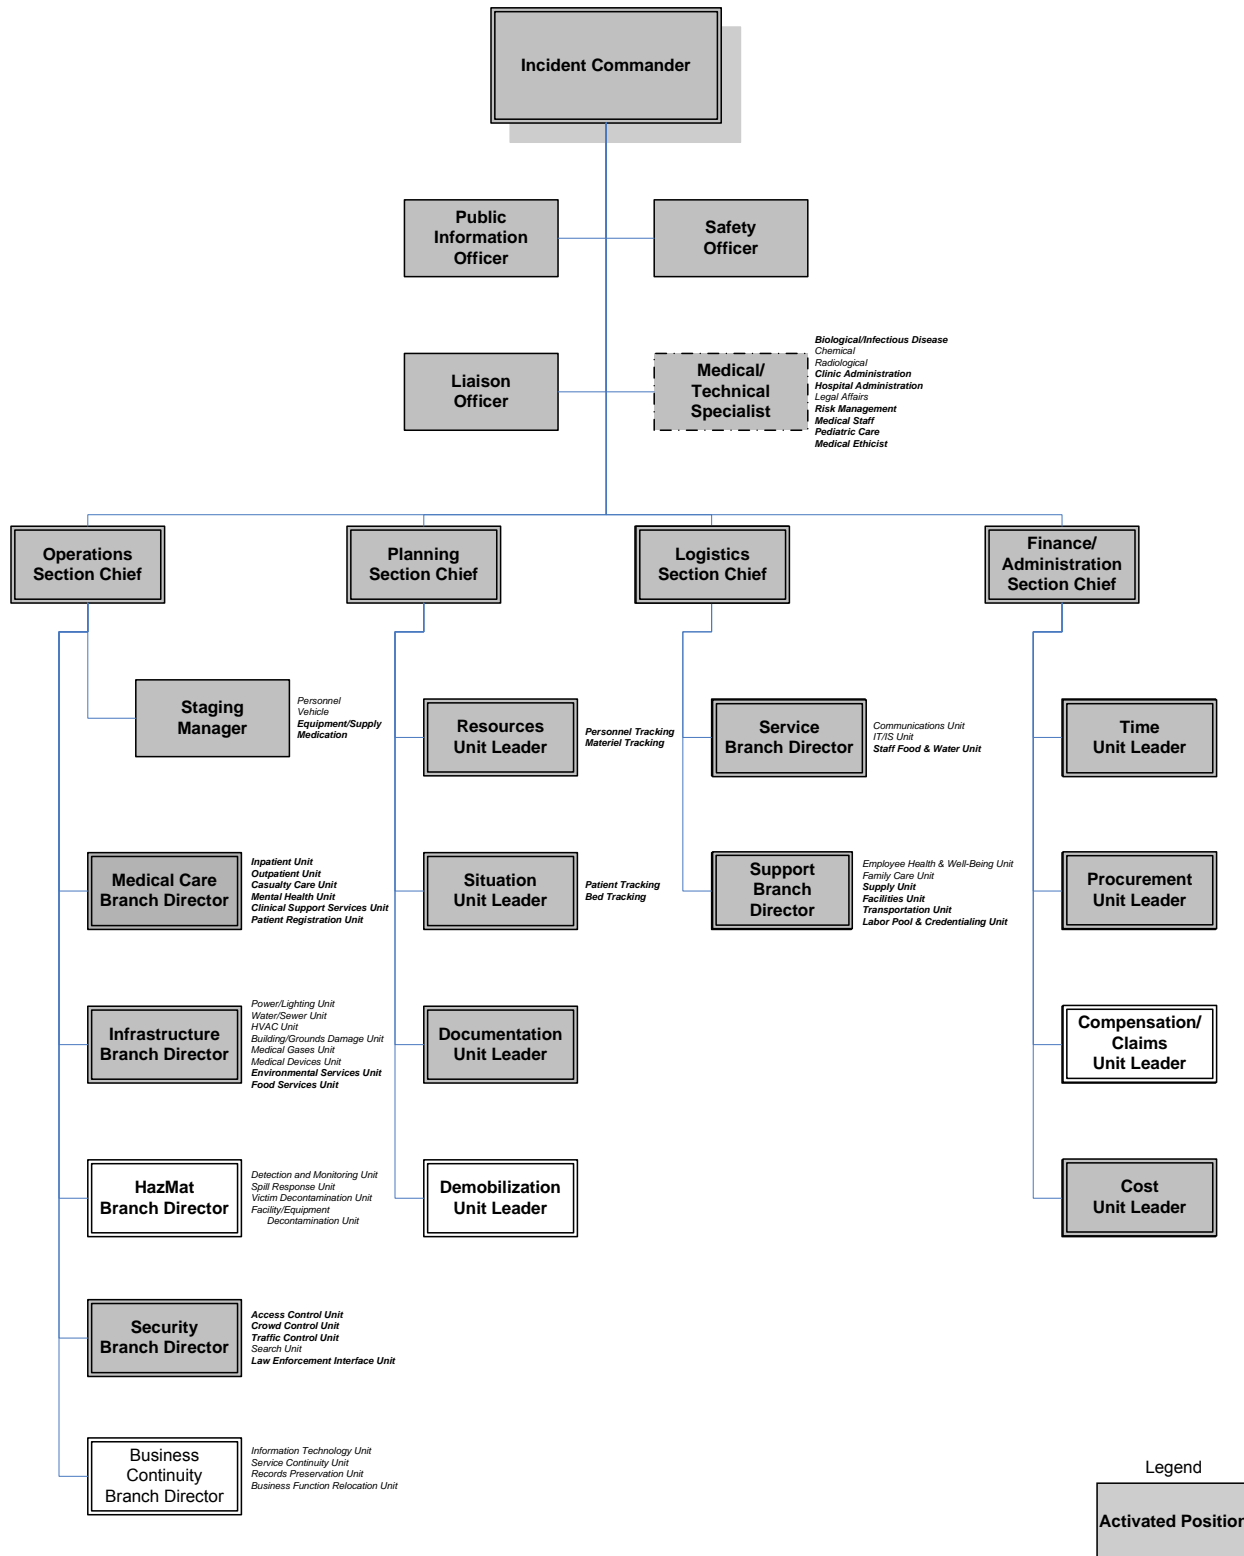 Incident Commander
Public
Information
Officer
Safety
Officer
Liaison
Officer
Medical/
Technical
Specialist
Biological/Infectious Disease
Chemical
Radiological
Clinic Administration
Hospital Administration
Legal Affairs
Risk Management
Medical Staff
Pediatric Care
Medical Ethicist
Operations
Section Chief
Planning
Section Chief
Logistics
Section Chief
Finance/
Administration
Section Chief
Staging
Manager
Personnel
Vehicle
Equipment/Supply
Medication
Resources
Unit Leader
Personnel Tracking
Materiel Tracking
Service
Branch Director
Communications Unit
IT/IS Unit
Staff Food & Water Unit
Time
Unit Leader
Medical Care
Branch Director
Inpatient Unit
Outpatient Unit
Casualty Care Unit
Mental Health Unit
Clinical Support Services Unit
Patient Registration Unit
Situation
Unit Leader
Patient Tracking
Bed Tracking
Support
Branch
Director
Employee Health & Well-Being Unit
Family Care Unit
Supply Unit
Facilities Unit
Transportation Unit
Labor Pool & Credentialing Unit
Procurement
Unit Leader
Infrastructure
Branch Director
Power/Lighting Unit
Water/Sewer Unit
HVAC Unit
Building/Grounds Damage Unit
Medical Gases Unit
Medical Devices Unit
Environmental Services Unit
Food Services Unit
Documentation
Unit Leader
Compensation/
Claims
Unit Leader
HazMat
Branch Director
Detection and Monitoring Unit
Spill Response Unit
Victim Decontamination Unit
Facility/Equipment
Decontamination Unit
Demobilization
Unit Leader
Cost
Unit Leader
Security
Branch Director
Access Control Unit
Crowd Control Unit
Traffic Control Unit
Search Unit
Law Enforcement Interface Unit
Business
Continuity
Branch Director
Information Technology Unit
Service Continuity Unit
Records Preservation Unit
Business Function Relocation Unit
Legend
Activated Position